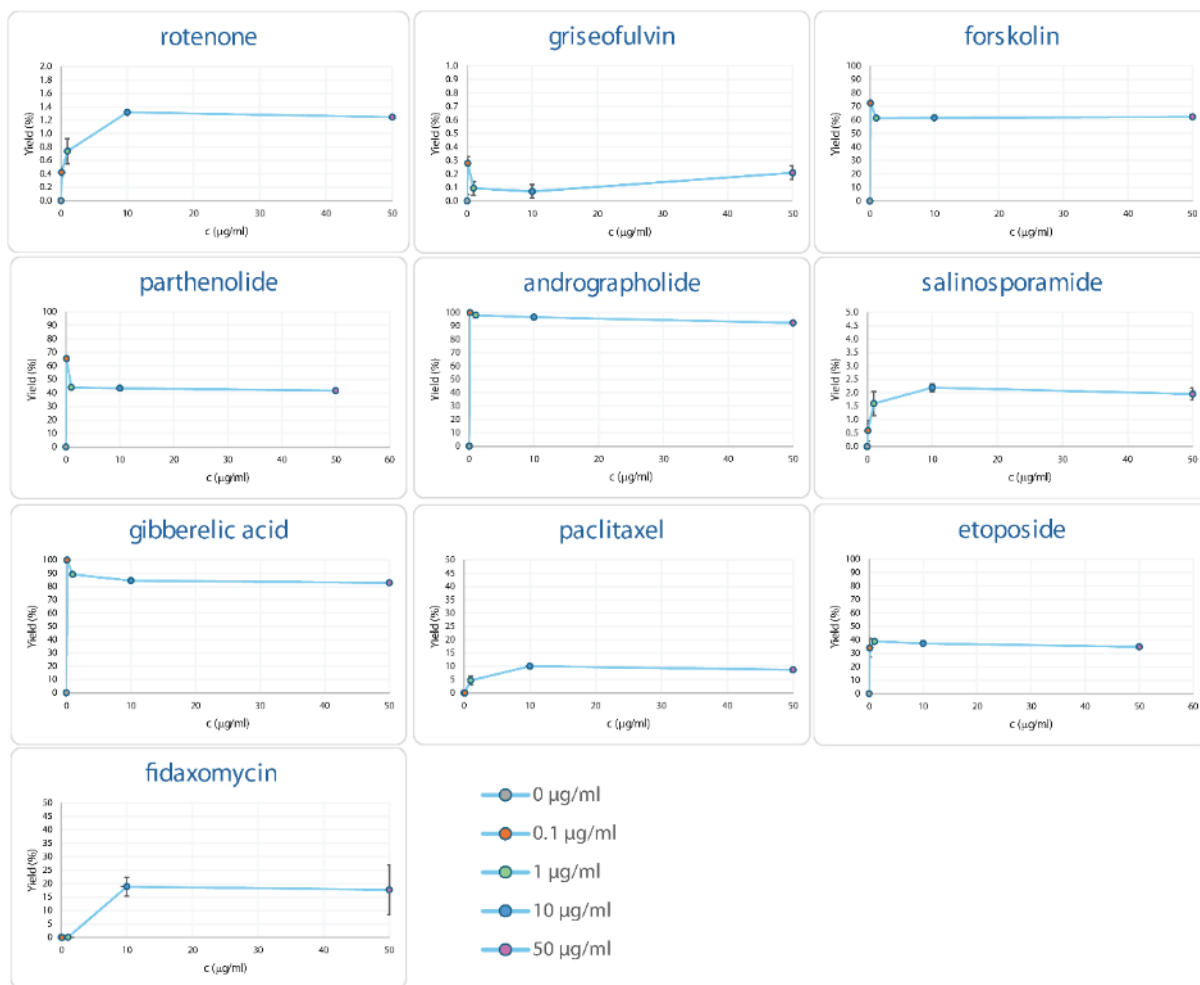 rotenone
Yield (%)
2.0
1.8
1.6
1.4
1.2
1.0
0.8
0.6
0.4
0.2
0.0
0 10 20 30 40 50
c (µg/ml)
griseofulvin
Yield (%)
1.0
0.9
0.8
0.7
0.6
0.5
0.4
0.3
0.2
0.1
0.0
0 10 20 30 40 50
c (µg/ml)
forskolin
Yield (%)
100
90
80
70
60
50
40
30
20
10
0
0 10 20 30 40 50
c (µg/ml)
parthenolide
Yield (%)
100
90
80
70
60
50
40
30
20
10
0
0 10 20 30 40 50 60
c (µg/ml)
andrographolide
Yield (%)
100
90
80
70
60
50
40
30
20
10
0
0 10 20 30 40 50
c (µg/ml)
salinosporamide
Yield (%)
5.0
4.5
4.0
3.5
3.0
2.5
2.0
1.5
1.0
0.5
0.0
0 10 20 30 40 50
c (µg/ml)
gibberelic acid
Yield (%)
100
90
80
70
60
50
40
30
20
10
0
0 10 20 30 40 50
c (µg/ml)
paclitaxel
Yield (%)
50
45
40
35
30
25
20
15
10
5
0
0 10 20 30 40 50
c (µg/ml)
etoposide
Yield (%)
100
90
80
70
60
50
40
30
20
10
0
0 10 20 30 40 50 60
c (µg/ml)
fidaxomycin
Yield (%)
50
45
40
35
30
25
20
15
10
5
0
0 10 20 30 40 50
c (µg/ml)
0 µg/ml
0.1 µg/ml
1 µg/ml
10 µg/ml
50 µg/ml